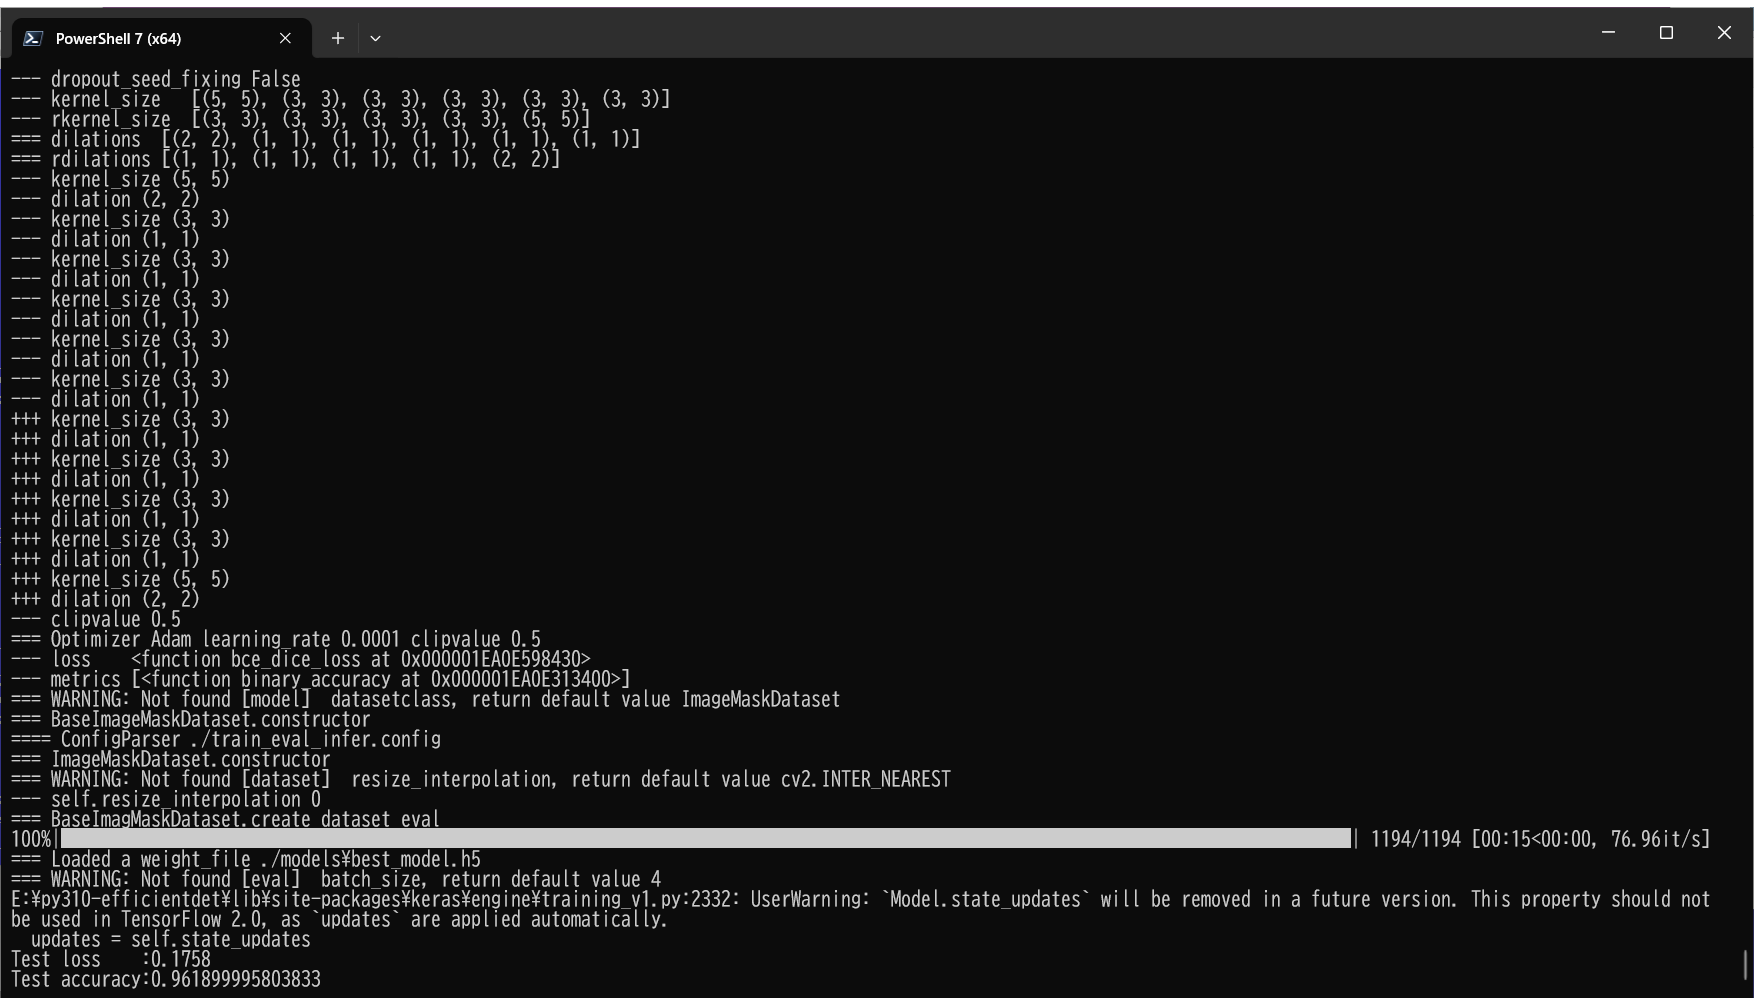 PowerShell 7 (x64)
--- dropout_seed_fixing False
--- kernel_size   [(5, 5), (3, 3), (3, 3), (3, 3), (3, 3), (3, 3)]
--- rkernel_size  [(3, 3), (3, 3), (3, 3), (3, 3), (5, 5)]
=== dilations  [(2, 2), (1, 1), (1, 1), (1, 1), (1, 1), (1, 1)]
=== rdilations [(1, 1), (1, 1), (1, 1), (1, 1), (2, 2)]
--- kernel_size (5, 5)
--- dilation (2, 2)
--- kernel_size (3, 3)
--- dilation (1, 1)
--- kernel_size (3, 3)
--- dilation (1, 1)
--- kernel_size (3, 3)
--- dilation (1, 1)
--- kernel_size (3, 3)
--- dilation (1, 1)
--- kernel_size (3, 3)
--- dilation (1, 1)
+++ kernel_size (3, 3)
+++ dilation (1, 1)
+++ kernel_size (3, 3)
+++ dilation (1, 1)
+++ kernel_size (3, 3)
+++ dilation (1, 1)
+++ kernel_size (3, 3)
+++ dilation (1, 1)
+++ kernel_size (5, 5)
+++ dilation (2, 2)
--- clipvalue 0.5
=== Optimizer Adam learning_rate 0.0001 clipvalue 0.5
--- loss    <function bce_dice_loss at 0x000001EA0E598430>
--- metrics [<function binary_accuracy at 0x000001EA0E313400>]
=== WARNING: Not found [model]  datasetclass, return default value ImageMaskDataset
=== BaseImageMaskDataset.constructor
==== ConfigParser ./train_eval_infer.config
=== ImageMaskDataset.constructor
=== WARNING: Not found [dataset]  resize_interpolation, return default value cv2.INTER_NEAREST
--- self.resize_interpolation 0
=== BaseImagMaskDataset.create dataset eval
100%| | 1194/1194 [00:15<00:00, 76.96it/s]
=== Loaded a weight_file ./models¥best_model.h5
=== WARNING: Not found [eval]  batch_size, return default value 4
E:¥py310-efficientdet¥lib¥site-packages¥keras¥engine¥training_v1.py:2332: UserWarning: `Model.state_updates` will be removed in a future version. This property should not
be used in TensorFlow 2.0, as `updates` are applied automatically.
  updates = self.state_updates
Test loss    :0.1758
Test accuracy:0.961899995803833